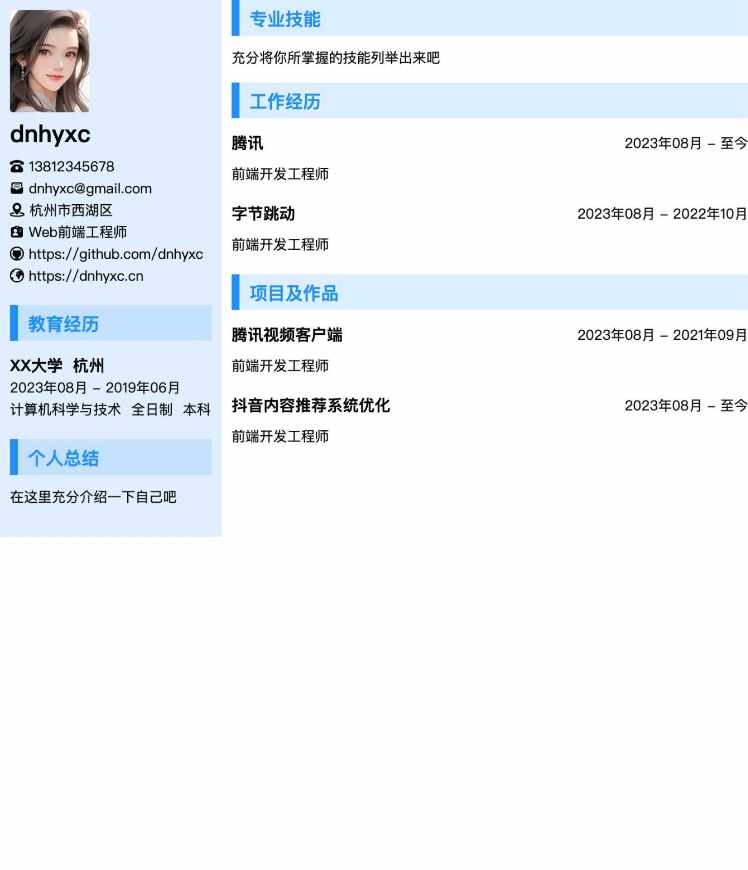 dnhyxc
13812345678
dnhyxc@gmail.com
杭州市西湖区
Web前端工程师
https://github.com/dnhyxc
https://dnhyxc.cn
教育经历
XX大学 杭州
2023年08月 – 2019年06月
计算机科学与技术 全日制 本科
个人总结
在这里充分介绍一下自己吧
专业技能
充分将你所掌握的技能列举出来吧
工作经历
腾讯 2023年08月 – 至今
前端开发工程师
字节跳动 2023年08月 – 2022年10月
前端开发工程师
项目及作品
腾讯视频客户端 2023年08月 – 2021年09月
前端开发工程师
抖音内容推荐系统优化 2023年08月 – 至今
前端开发工程师